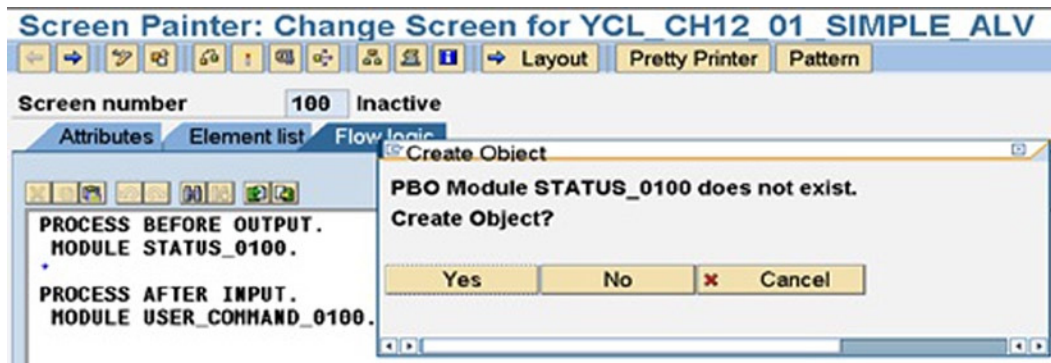 Screen Painter: Change Screen for YCL_CH12_01_SIMPLE_ALV
Layout Pretty Printer Pattern
Screen number 100 Inactive
Attributes Element list Flow logic
Create Object
PBO Module STATUS_0100 does not exist.
Create Object?
Yes No Cancel
PROCESS BEFORE OUTPUT.
MODULE STATUS_0100.
*
PROCESS AFTER INPUT.
MODULE USER_COMMAND_0100.